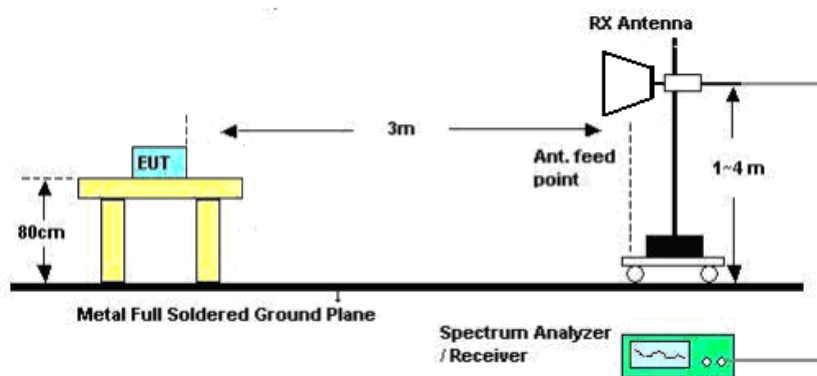 RX Antenna
3m
EUT
Ant. feed
point
1~4 m
80cm
Metal Full Soldered Ground Plane
Spectrum Analyzer
/ Receiver